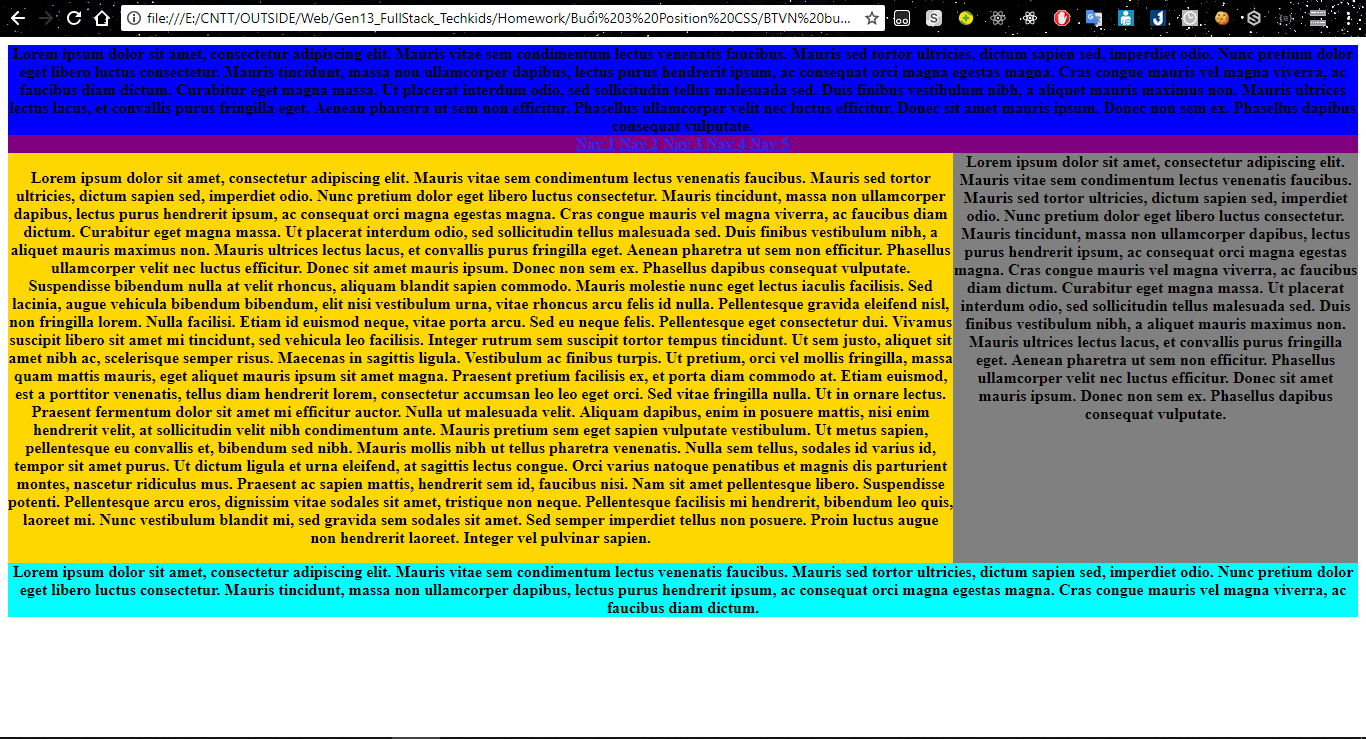 file:///E:/CNTT/OUTSIDE/Web/Gen13_FullStack_Techkids/Homework/Buổi%203%20Position%20CSS/BTVN%20bu...
Lorem ipsum dolor sit amet, consectetur adipiscing elit. Mauris vitae sem condimentum lectus venenatis faucibus. Mauris sed tortor ultricies, dictum sapien sed, imperdiet odio. Nunc pretium dolor
eget libero luctus consectetur. Mauris tincidunt, massa non ullamcorper dapibus, lectus purus hendrerit ipsum, ac consequat orci magna egestas magna. Cras congue mauris vel magna viverra, ac
faucibus diam dictum. Curabitur eget magna massa. Ut placerat interdum odio, sed sollicitudin tellus malesuada sed. Duis finibus vestibulum nibh, a aliquet mauris maximus non. Mauris ultrices
lectus lacus, et convallis purus fringilla eget. Aenean pharetra ut sem non efficitur. Phasellus ullamcorper velit nec luctus efficitur. Donec sit amet mauris ipsum. Donec non sem ex. Phasellus dapibus
consequat vulputate.
Nav 1 Nav 2 Nav 3 Nav 4 Nav 5
Lorem ipsum dolor sit amet, consectetur adipiscing elit. Mauris vitae sem condimentum lectus venenatis faucibus. Mauris sed tortor
ultricies, dictum sapien sed, imperdiet odio. Nunc pretium dolor eget libero luctus consectetur. Mauris tincidunt, massa non ullamcorper
dapibus, lectus purus hendrerit ipsum, ac consequat orci magna egestas magna. Cras congue mauris vel magna viverra, ac faucibus diam
dictum. Curabitur eget magna massa. Ut placerat interdum odio, sed sollicitudin tellus malesuada sed. Duis finibus vestibulum nibh, a
aliquet mauris maximus non. Mauris ultrices lectus lacus, et convallis purus fringilla eget. Aenean pharetra ut sem non efficitur. Phasellus
ullamcorper velit nec luctus efficitur. Donec sit amet mauris ipsum. Donec non sem ex. Phasellus dapibus consequat vulputate.
Suspendisse bibendum nulla at velit rhoncus, aliquam blandit sapien commodo. Mauris molestie nunc eget lectus iaculis facilisis. Sed
lacinia, augue vehicula bibendum bibendum, elit nisi vestibulum urna, vitae rhoncus arcu felis id nulla. Pellentesque gravida eleifend nisl,
non fringilla lorem. Nulla facilisi. Etiam id euismod neque, vitae porta arcu. Sed eu neque felis. Pellentesque eget consectetur dui. Vivamus
suscipit libero sit amet mi tincidunt, sed vehicula leo facilisis. Integer rutrum sem suscipit tortor tempus tincidunt. Ut sem justo, aliquet sit
amet nibh ac, scelerisque semper risus. Maecenas in sagittis ligula. Vestibulum ac finibus turpis. Ut pretium, orci vel mollis fringilla, massa
quam mattis mauris, eget aliquet mauris ipsum sit amet magna. Praesent pretium facilisis ex, et porta diam commodo at. Etiam euismod,
est a porttitor venenatis, tellus diam hendrerit lorem, consectetur accumsan leo leo eget orci. Sed vitae fringilla nulla. Ut in ornare lectus.
Praesent fermentum dolor sit amet mi efficitur auctor. Nulla ut malesuada velit. Aliquam dapibus, enim in posuere mattis, nisi enim
hendrerit velit, at sollicitudin velit nibh condimentum ante. Mauris pretium sem eget sapien vulputate vestibulum. Ut metus sapien,
pellentesque eu convallis et, bibendum sed nibh. Mauris mollis nibh ut tellus pharetra venenatis. Nulla sem tellus, sodales id varius id,
tempor sit amet purus. Ut dictum ligula et urna eleifend, at sagittis lectus congue. Orci varius natoque penatibus et magnis dis parturient
montes, nascetur ridiculus mus. Praesent ac sapien mattis, hendrerit sem id, faucibus nisi. Nam sit amet pellentesque libero. Suspendisse
potenti. Pellentesque arcu eros, dignissim vitae sodales sit amet, tristique non neque. Pellentesque facilisis mi hendrerit, bibendum leo quis,
laoreet mi. Nunc vestibulum blandit mi, sed gravida sem sodales sit amet. Sed semper imperdiet tellus non posuere. Proin luctus augue
non hendrerit laoreet. Integer vel pulvinar sapien.
Lorem ipsum dolor sit amet, consectetur adipiscing elit.
Mauris vitae sem condimentum lectus venenatis faucibus.
Mauris sed tortor ultricies, dictum sapien sed, imperdiet
odio. Nunc pretium dolor eget libero luctus consectetur.
Mauris tincidunt, massa non ullamcorper dapibus, lectus
purus hendrerit ipsum, ac consequat orci magna egestas
magna. Cras congue mauris vel magna viverra, ac faucibus
diam dictum. Curabitur eget magna massa. Ut placerat
interdum odio, sed sollicitudin tellus malesuada sed. Duis
finibus vestibulum nibh, a aliquet mauris maximus non.
Mauris ultrices lectus lacus, et convallis purus fringilla
eget. Aenean pharetra ut sem non efficitur. Phasellus
ullamcorper velit nec luctus efficitur. Donec sit amet
mauris ipsum. Donec non sem ex. Phasellus dapibus
consequat vulputate.
Lorem ipsum dolor sit amet, consectetur adipiscing elit. Mauris vitae sem condimentum lectus venenatis faucibus. Mauris sed tortor ultricies, dictum sapien sed, imperdiet odio. Nunc pretium dolor
eget libero luctus consectetur. Mauris tincidunt, massa non ullamcorper dapibus, lectus purus hendrerit ipsum, ac consequat orci magna egestas magna. Cras congue mauris vel magna viverra, ac
faucibus diam dictum.